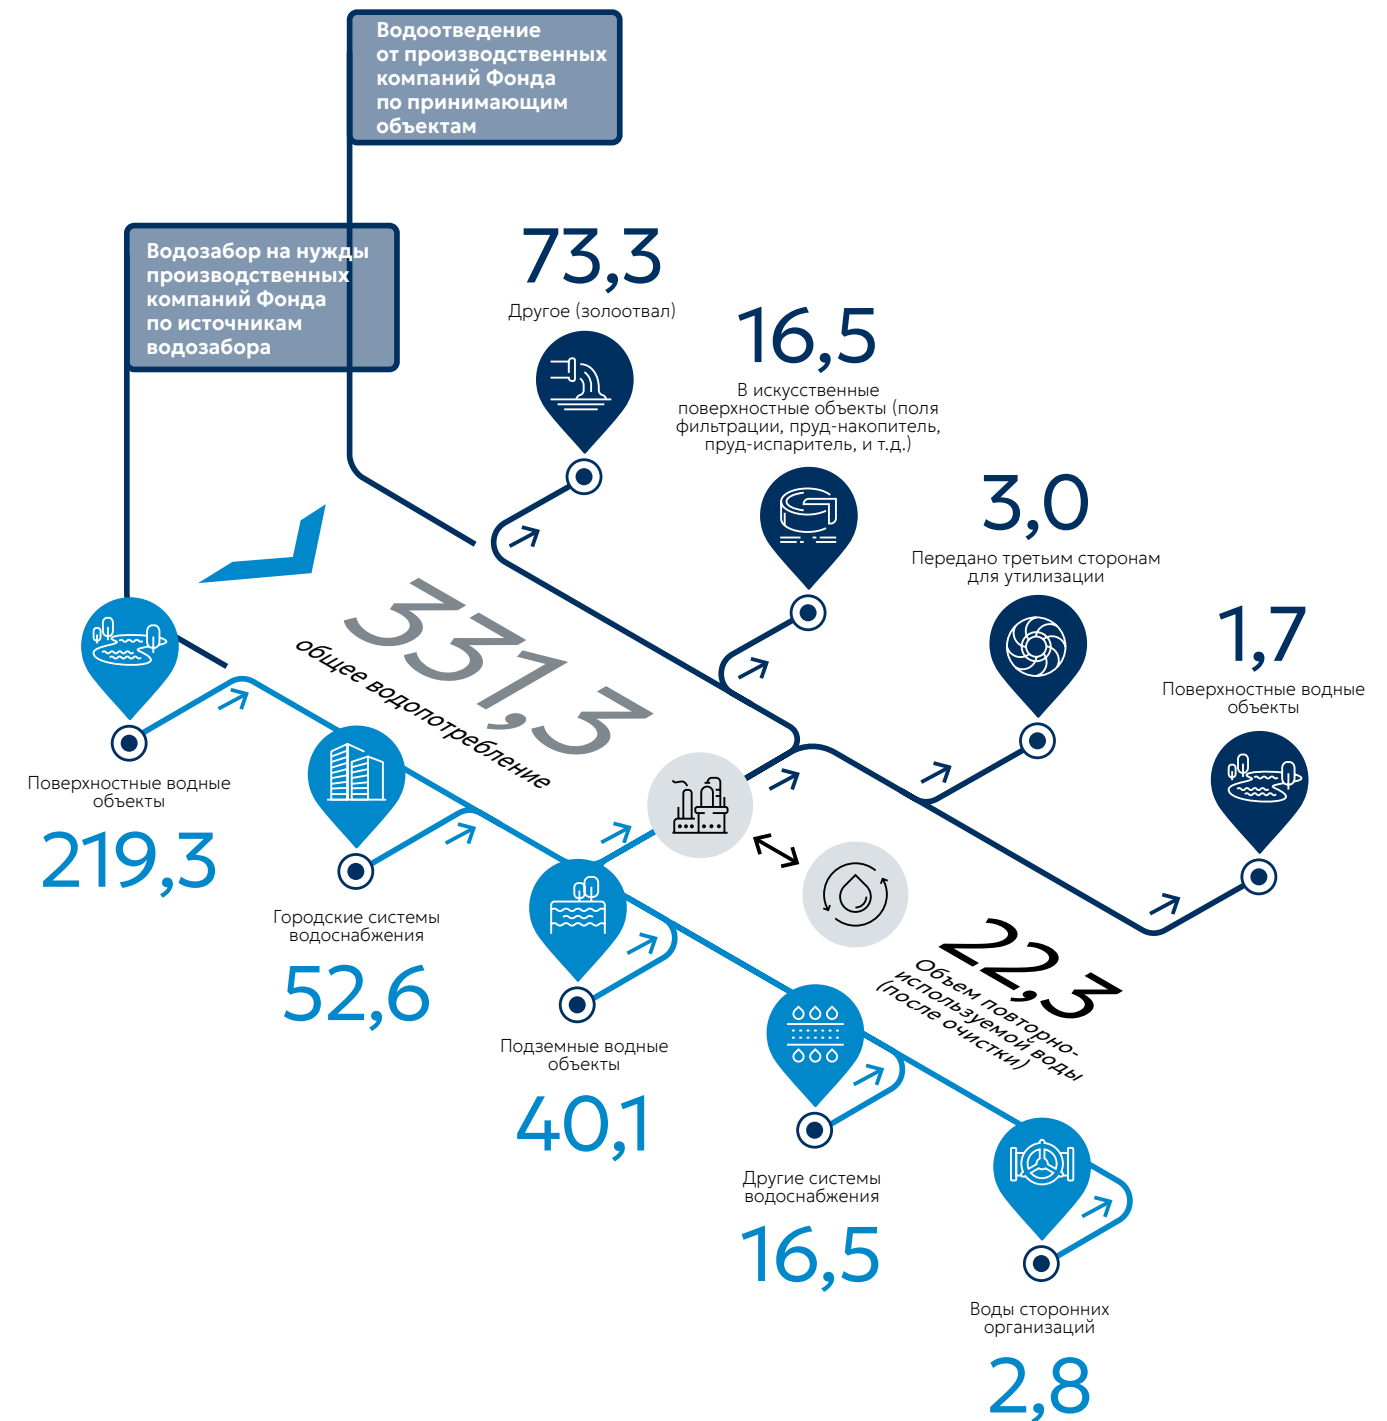 Водоотведение
от производственных
компаний Фонда
по принимающим
объектам
Водозабор на нужды
производственных
компаний Фонда
по источникам
водозабора
73,3
Другое (золоотвал)
16,5
В искусственные
поверхностные объекты (поля
фильтрации, пруд-накопитель,
пруд-испаритель, и т.д.)
3,0
Передано третьим сторонам
для утилизации
1,7
Поверхностные водные
объекты
331,3
общее водопотребление
Поверхностные водные
объекты
219,3
Городские системы
водоснабжения
52,6
Подземные водные
объекты
40,1
22,3
Объем повторно-
используемой воды
(после очистки)
Другие системы
водоснабжения
16,5
Воды сторонних
организаций
2,8